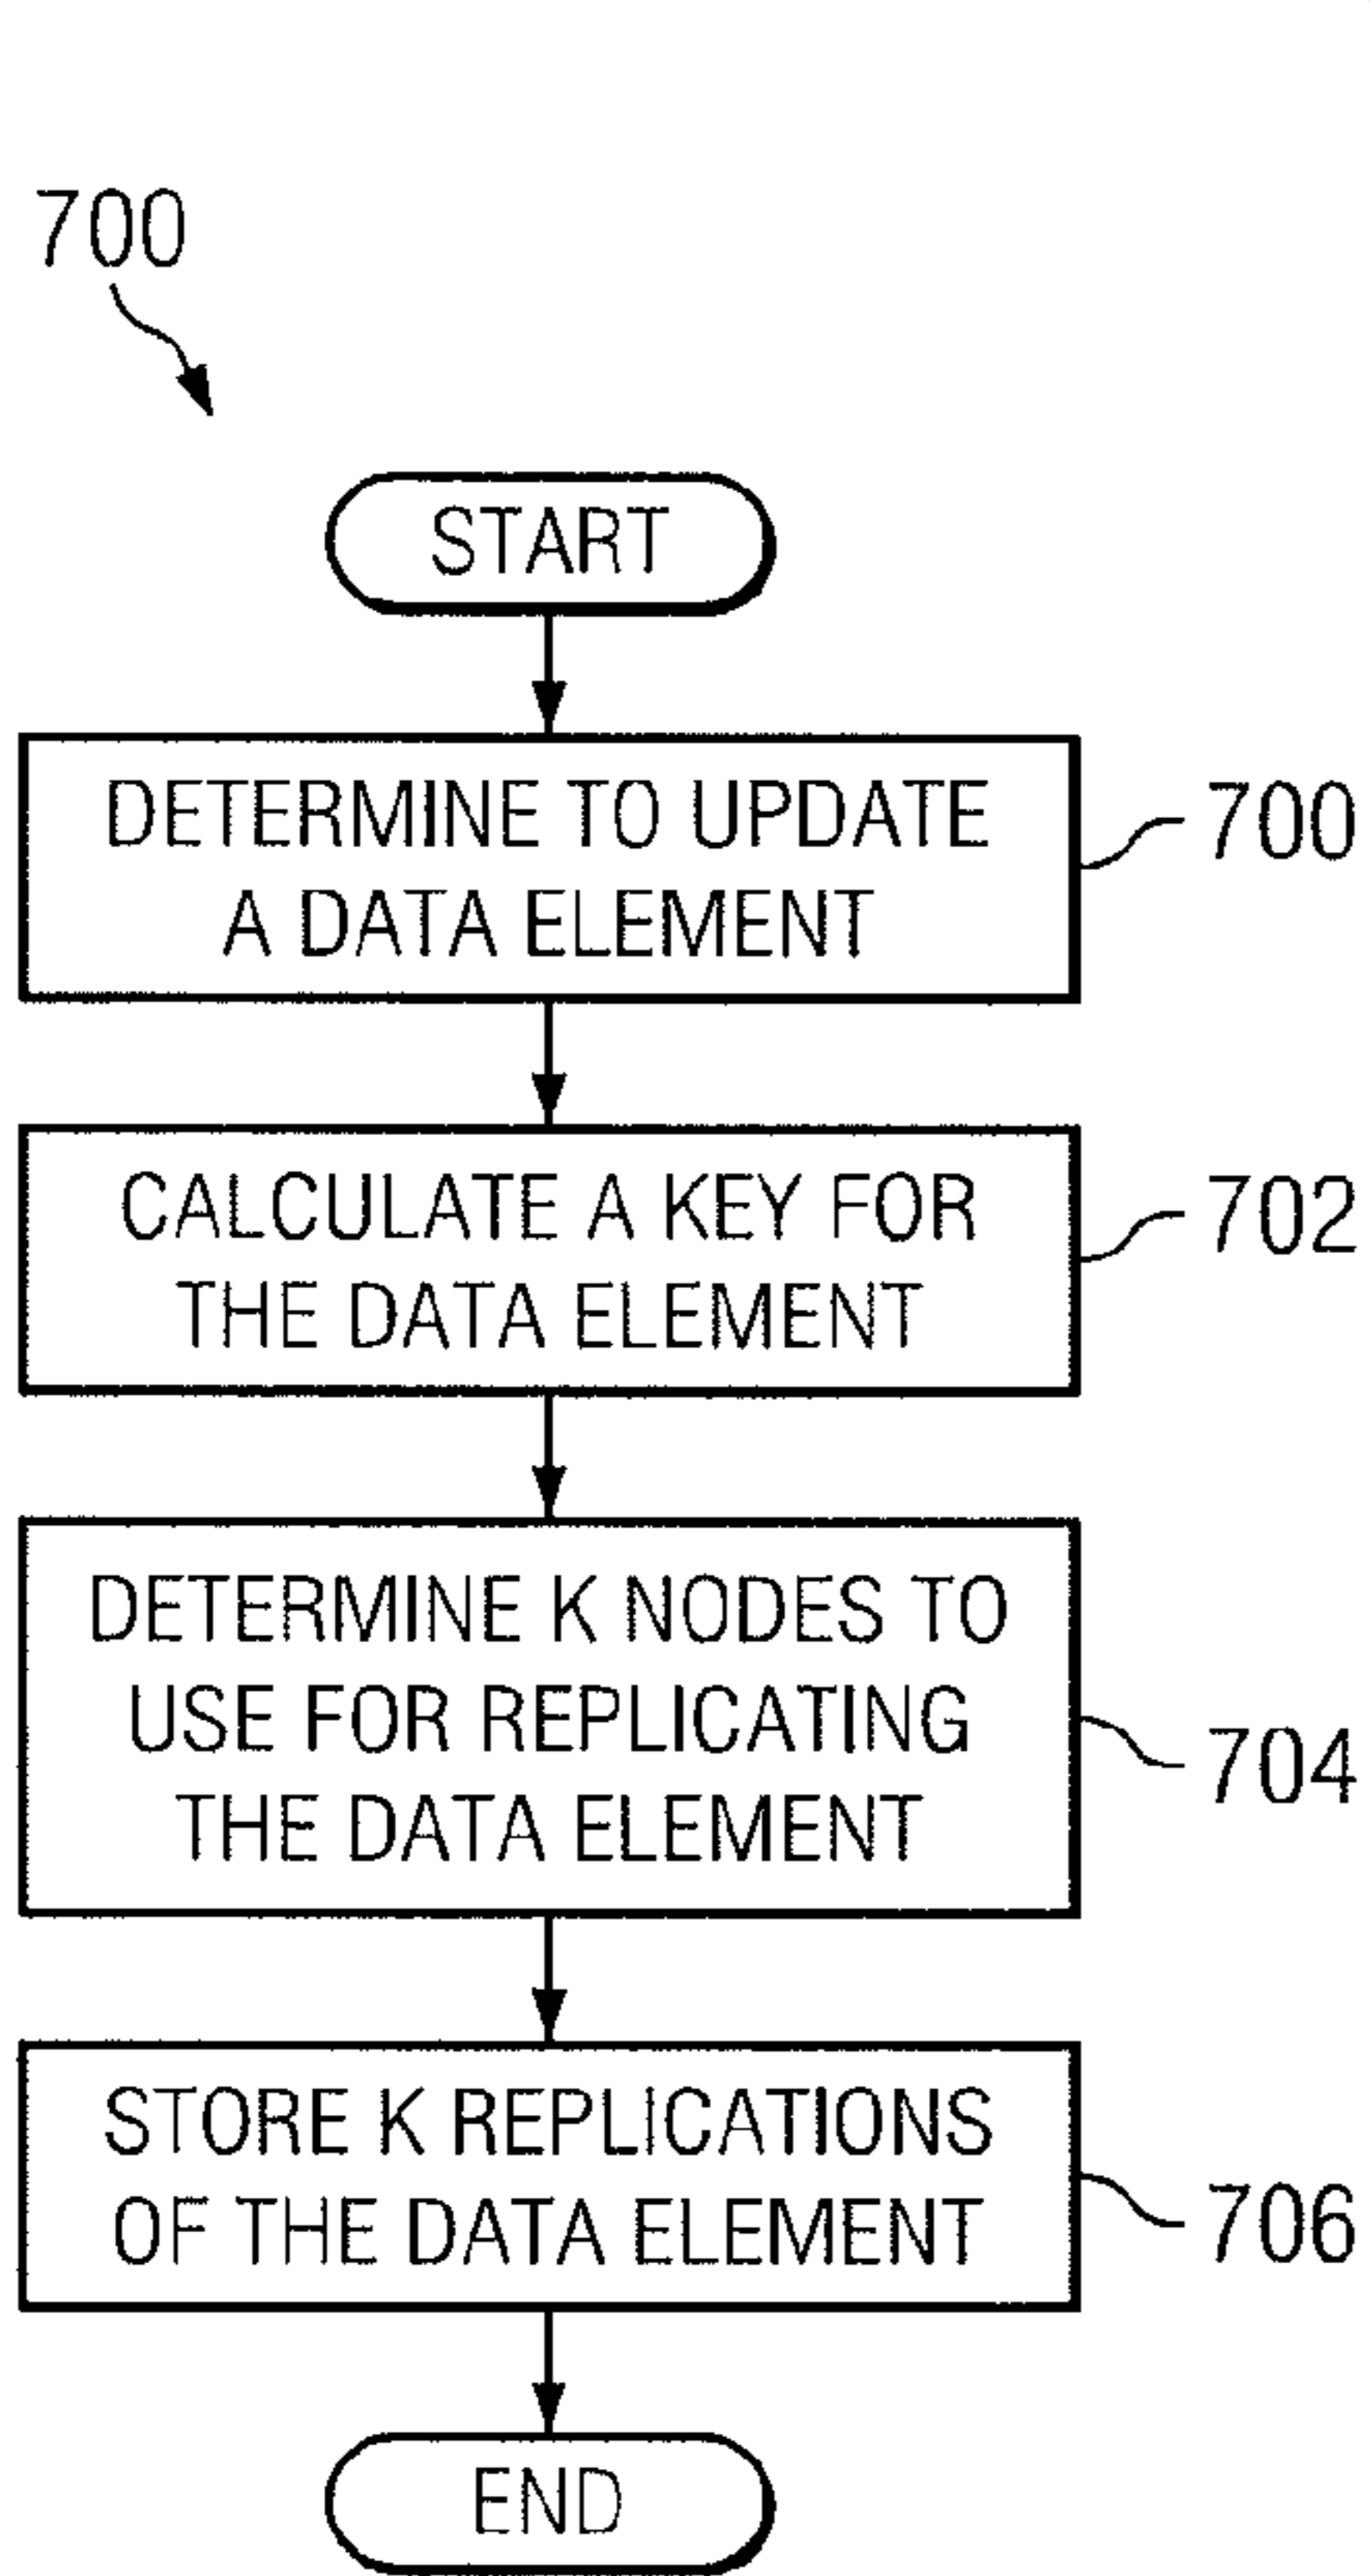 700
START
DETERMINE TO UPDATE
A DATA ELEMENT
700
CALCULATE A KEY FOR
THE DATA ELEMENT
702
DETERMINE K NODES TO
USE FOR REPLICATING
THE DATA ELEMENT
704
STORE K REPLICATIONS
OF THE DATA ELEMENT
706
END